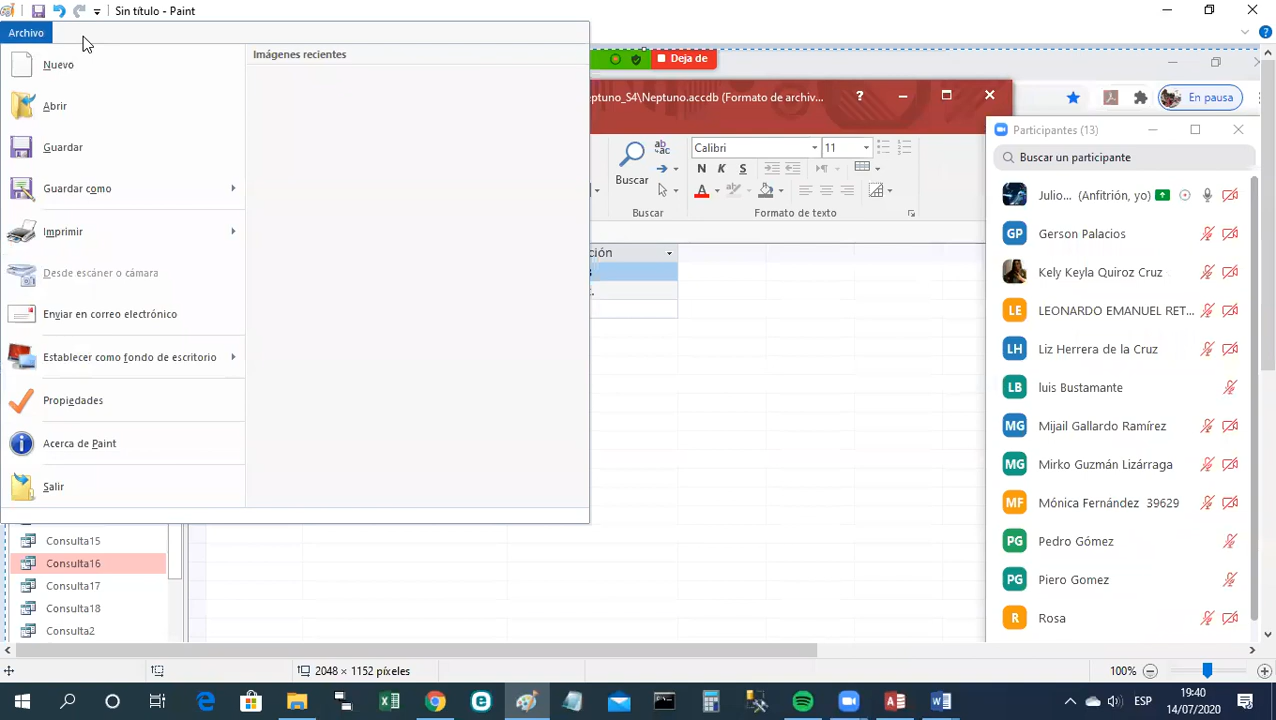 Sin título - Paint
Archivo
Imágenes recientes
Nuevo
Abrir
Guardar
Guardar como
Imprimir
Desde escáner o cámara
Enviar en correo electrónico
Establecer como fondo de escritorio
Propiedades
Acerca de Paint
Salir
Deja de
eptuno_S4\Neptuno.accdb (Formato de archiv...
?
En pausa
Calibri
11
Buscar
N K S
Buscar
Formato de texto
ción
Participantes (13)
Buscar un participante
Julio... (Anfitrión, yo)
GP Gerson Palacios
Kely Keyla Quiroz Cruz
LE LEONARDO EMANUEL RET...
LH Liz Herrera de la Cruz
LB luis Bustamante
MG Mijail Gallardo Ramírez
MG Mirko Guzmán Lizárraga
MF Mónica Fernández 39629
PG Pedro Gómez
PG Piero Gomez
R Rosa
Consulta15
Consulta16
Consulta17
Consulta18
Consulta2
2048 × 1152 píxeles
100%
ESP
19:40
14/07/2020